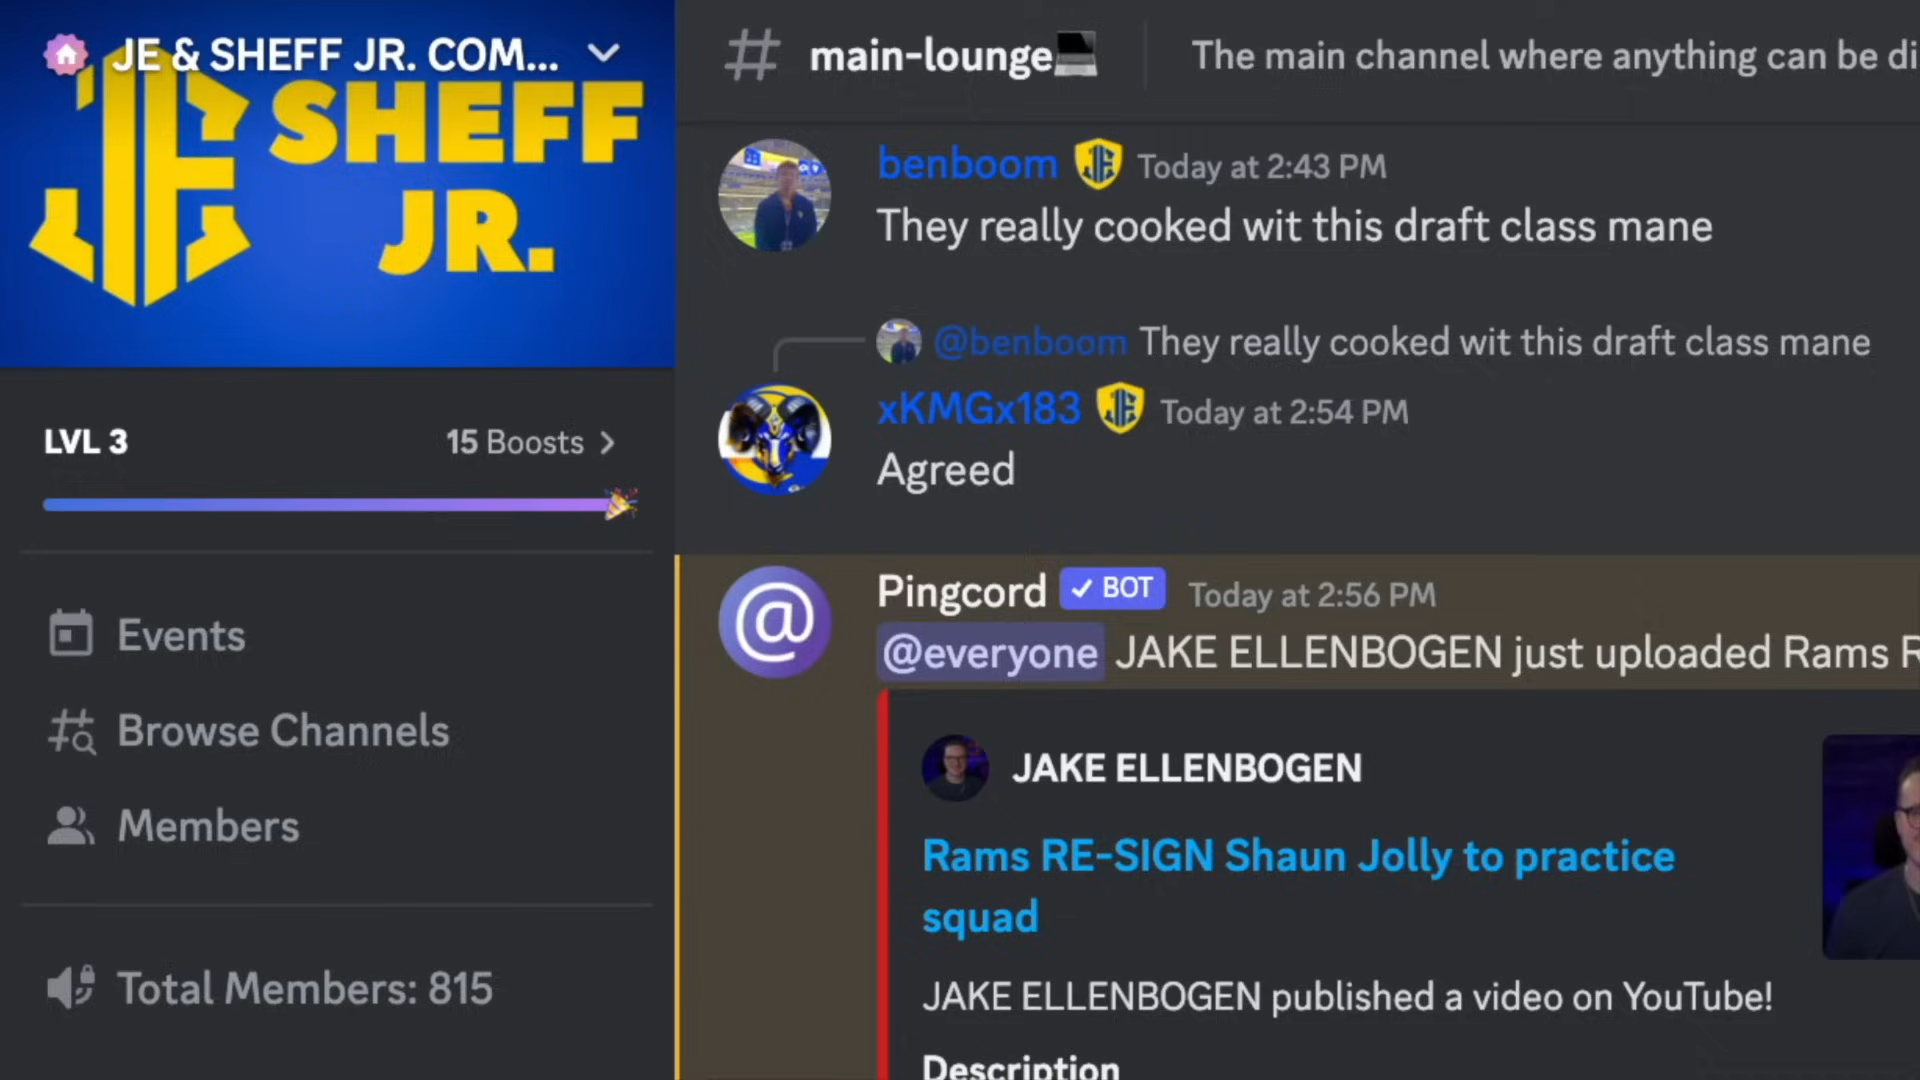 JE & SHEFF JR. COM...
JE SHEFF
JR.
LVL 3
15 Boosts
Events
Browse Channels
Members
Total Members: 815
main-lounge
The main channel where anything can be di
benboom JE Today at 2:43 PM
They really cooked wit this draft class mane
@benboom They really cooked wit this draft class mane
xKMGx183 JE Today at 2:54 PM
Agreed
Pingcord BOT Today at 2:56 PM
@everyone JAKE ELLENBOGEN just uploaded Rams R
JAKE ELLENBOGEN
Rams RE-SIGN Shaun Jolly to practice
squad
JAKE ELLENBOGEN published a video on YouTube!
Description